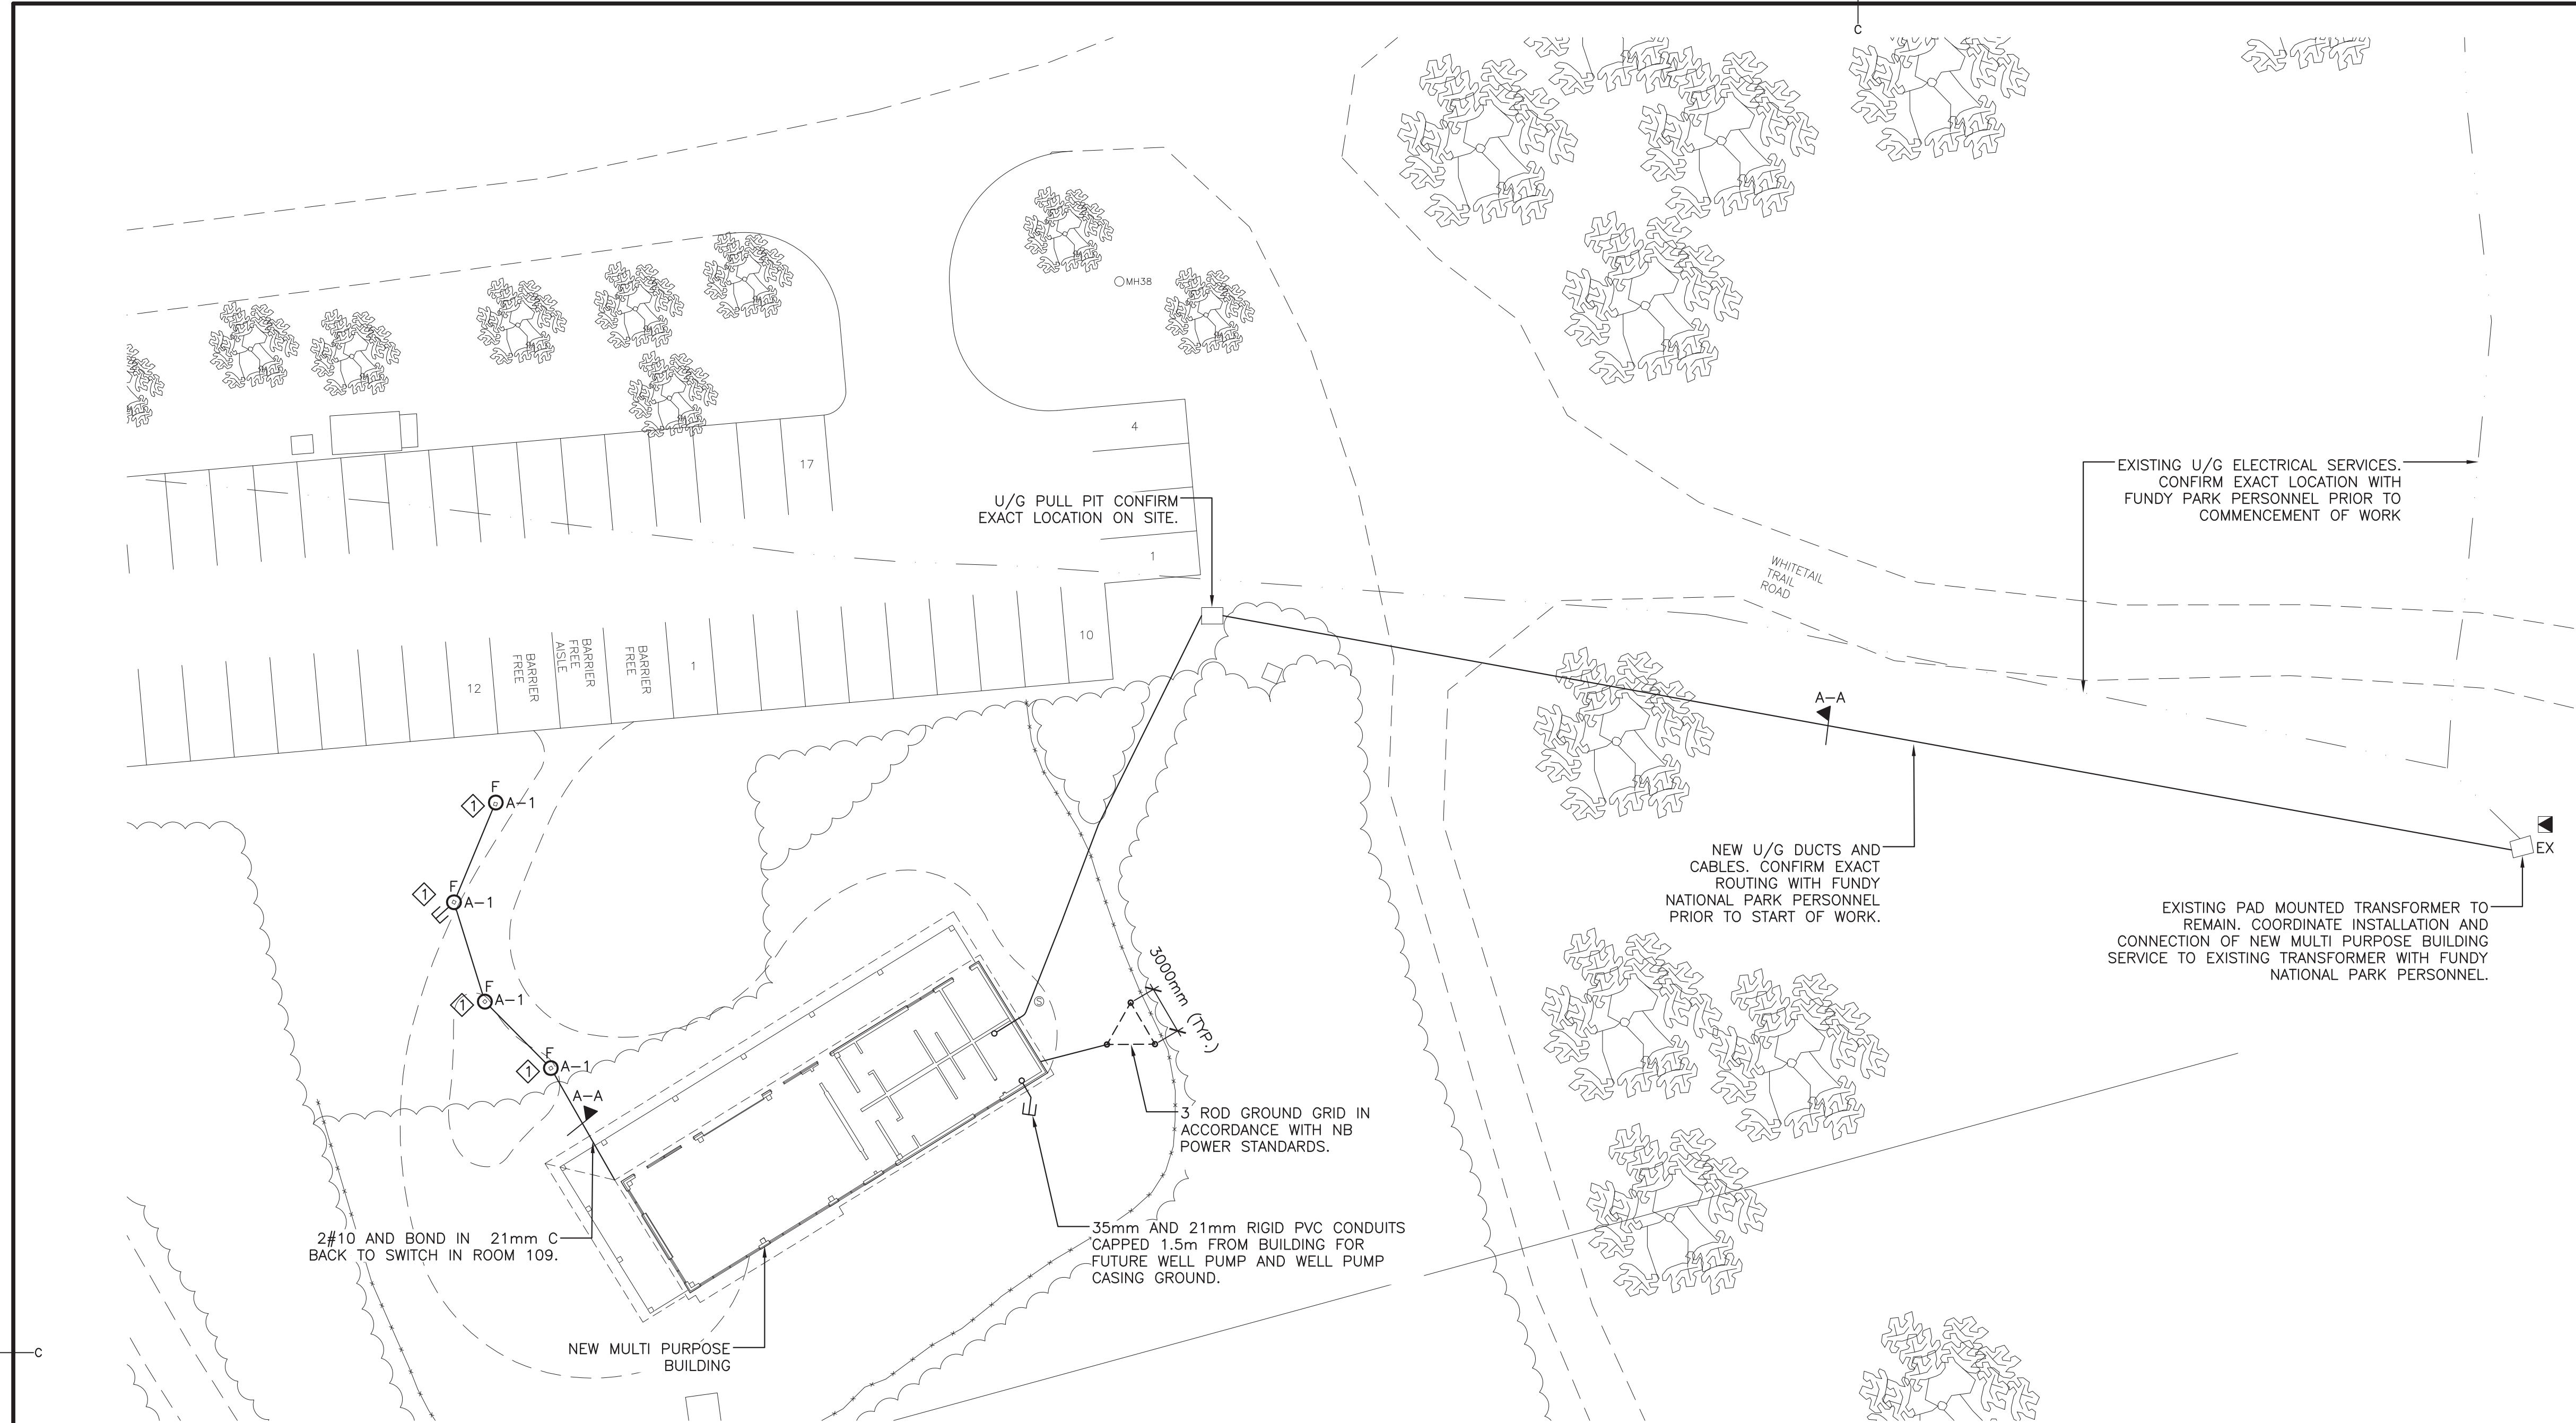 C
MH38
17
4
U/G PULL PIT CONFIRM
EXACT LOCATION ON SITE.
1
EXISTING U/G ELECTRICAL SERVICES.
CONFIRM EXACT LOCATION WITH
FUNDY PARK PERSONNEL PRIOR TO
COMMENCEMENT OF WORK
WHITETAIL
TRAIL
ROAD
12
BARRIER
FREE
BARRIER
FREE
AISLE
BARRIER
FREE
1
10
A-A
F
1
A-1
F
1
A-1
F
1
A-1
F
1
A-1
A-A
NEW U/G DUCTS AND
CABLES. CONFIRM EXACT
ROUTING WITH FUNDY
NATIONAL PARK PERSONNEL
PRIOR TO START OF WORK.
EX
EXISTING PAD MOUNTED TRANSFORMER TO
REMAIN. COORDINATE INSTALLATION AND
CONNECTION OF NEW MULTI PURPOSE BUILDING
SERVICE TO EXISTING TRANSFORMER WITH FUNDY
NATIONAL PARK PERSONNEL.
S
3000mm (TYP.)
3 ROD GROUND GRID IN
ACCORDANCE WITH NB
POWER STANDARDS.
2#10 AND BOND IN 21mm C
BACK TO SWITCH IN ROOM 109.
35mm AND 21mm RIGID PVC CONDUITS
CAPPED 1.5m FROM BUILDING FOR
FUTURE WELL PUMP AND WELL PUMP
CASING GROUND.
NEW MULTI PURPOSE
BUILDING
C